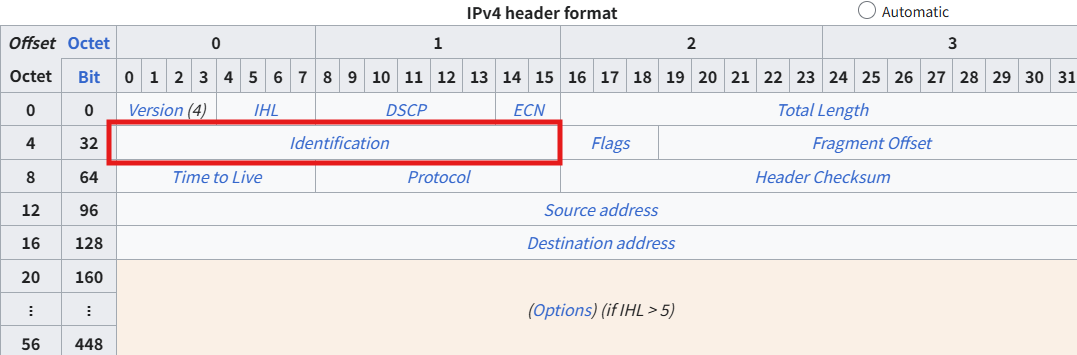 IPv4 header format
Automatic
Offset Octet 0 1 2 3
Octet Bit 0 1 2 3 4 5 6 7 8 9 10 11 12 13 14 15 16 17 18 19 20 21 22 23 24 25 26 27 28 29 30 31
0 0 Version (4) IHL DSCP ECN Total Length
4 32 Identification Flags Fragment Offset
8 64 Time to Live Protocol Header Checksum
12 96 Source address
16 128 Destination address
20 160
⋮ ⋮ (Options) (if IHL > 5)
56 448